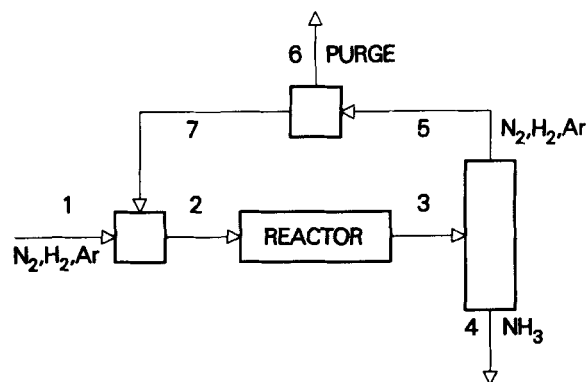 6 PURGE
7
5
N₂,H₂,Ar
1
2
3
N₂,H₂,Ar
REACTOR
4 NH₃